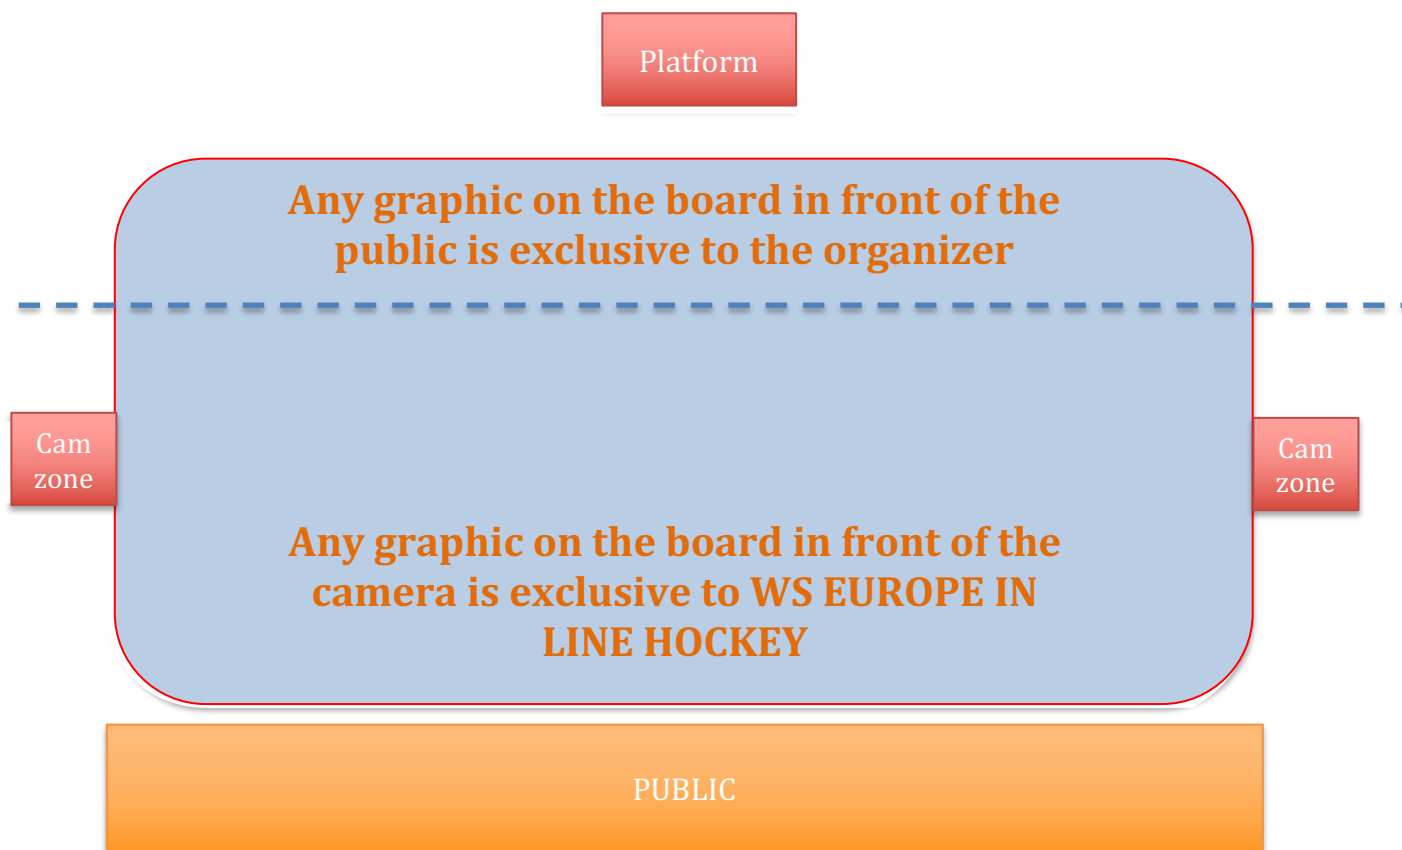 Platform
Any graphic on the board in front of the
public is exclusive to the organizer
Cam
zone
Cam
zone
Any graphic on the board in front of the
camera is exclusive to WS EUROPE IN
LINE HOCKEY
PUBLIC